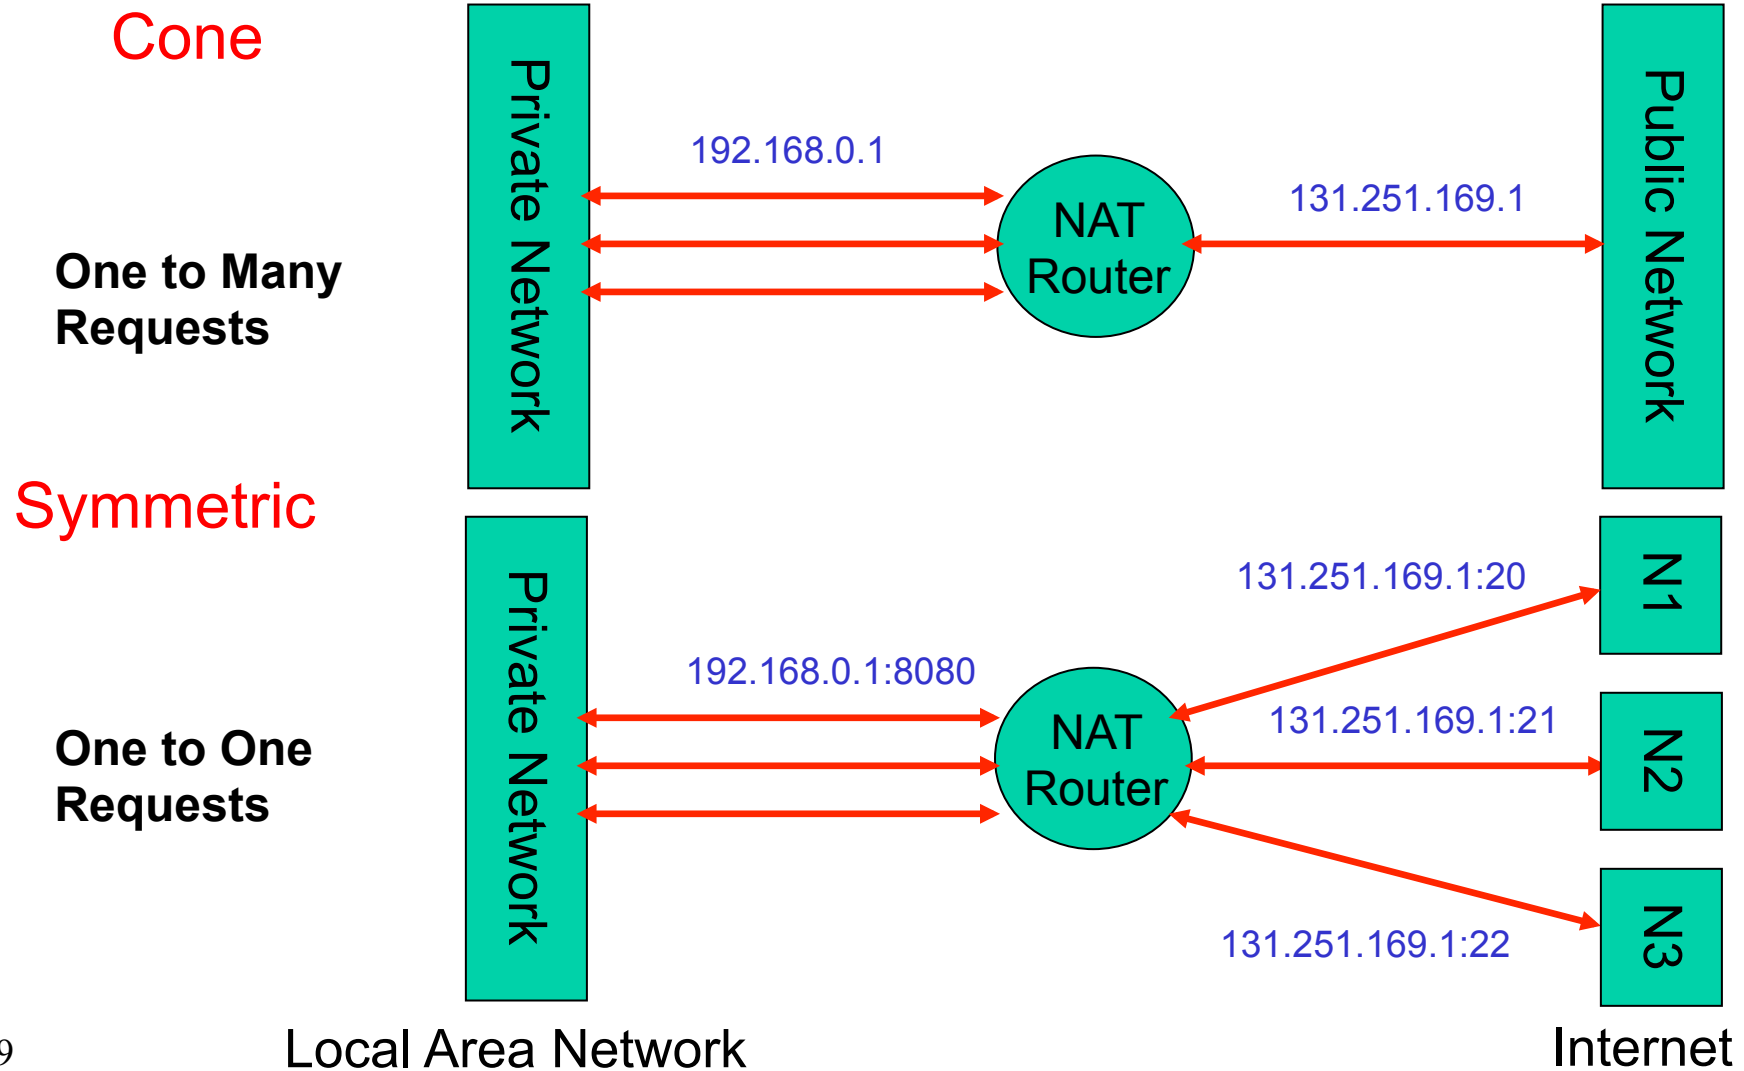 Cone
Private Network
192.168.0.1
NAT
Router
131.251.169.1
Public Network
One to Many
Requests
Symmetric
Private Network
192.168.0.1:8080
NAT
Router
131.251.169.1:20
N1
131.251.169.1:21
N2
131.251.169.1:22
N3
One to One
Requests
9
Local Area Network
Internet